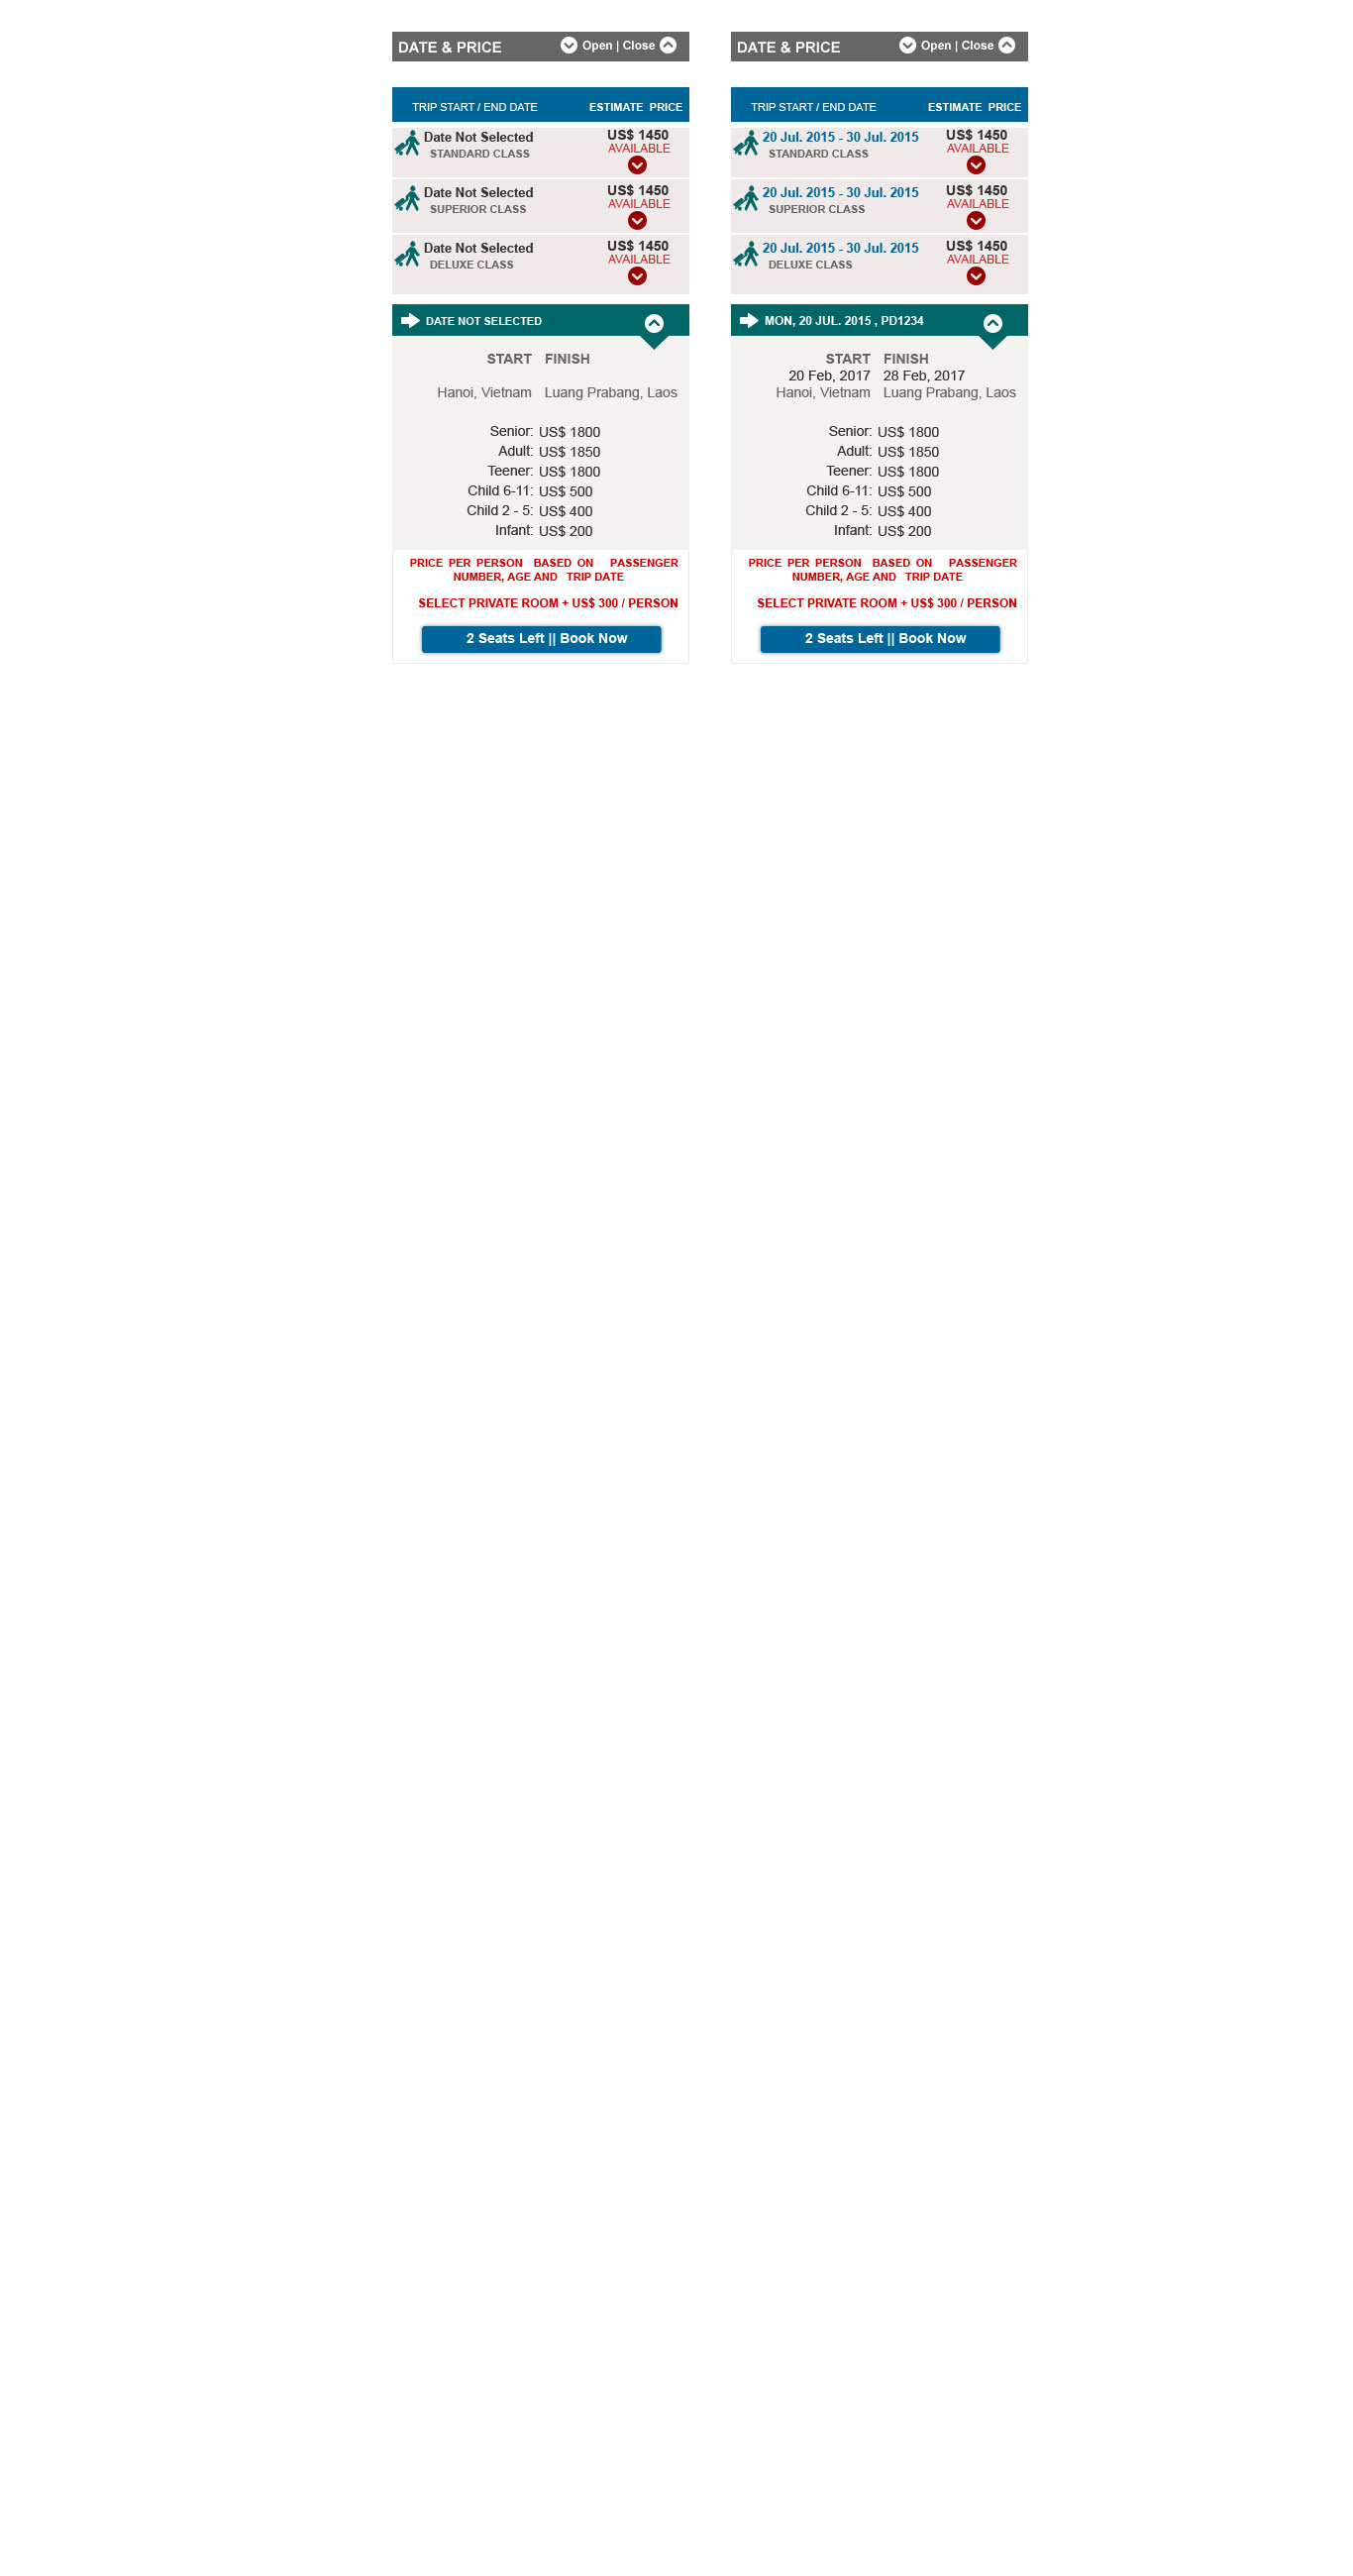 DATE & PRICE Open | Close
TRIP START / END DATE ESTIMATE PRICE
Date Not Selected US$ 1450
STANDARD CLASS AVAILABLE
Date Not Selected US$ 1450
SUPERIOR CLASS AVAILABLE
Date Not Selected US$ 1450
DELUXE CLASS AVAILABLE
DATE NOT SELECTED
START FINISH
Hanoi, Vietnam Luang Prabang, Laos
Senior: US$ 1800
Adult: US$ 1850
Teener: US$ 1800
Child 6-11: US$ 500
Child 2 - 5: US$ 400
Infant: US$ 200
PRICE PER PERSON BASED ON PASSENGER
NUMBER, AGE AND TRIP DATE
SELECT PRIVATE ROOM + US$ 300 / PERSON
2 Seats Left || Book Now
DATE & PRICE Open | Close
TRIP START / END DATE ESTIMATE PRICE
20 Jul. 2015 - 30 Jul. 2015 US$ 1450
STANDARD CLASS AVAILABLE
20 Jul. 2015 - 30 Jul. 2015 US$ 1450
SUPERIOR CLASS AVAILABLE
20 Jul. 2015 - 30 Jul. 2015 US$ 1450
DELUXE CLASS AVAILABLE
MON, 20 JUL. 2015 , PD1234
START FINISH
20 Feb, 2017 28 Feb, 2017
Hanoi, Vietnam Luang Prabang, Laos
Senior: US$ 1800
Adult: US$ 1850
Teener: US$ 1800
Child 6-11: US$ 500
Child 2 - 5: US$ 400
Infant: US$ 200
PRICE PER PERSON BASED ON PASSENGER
NUMBER, AGE AND TRIP DATE
SELECT PRIVATE ROOM + US$ 300 / PERSON
2 Seats Left || Book Now